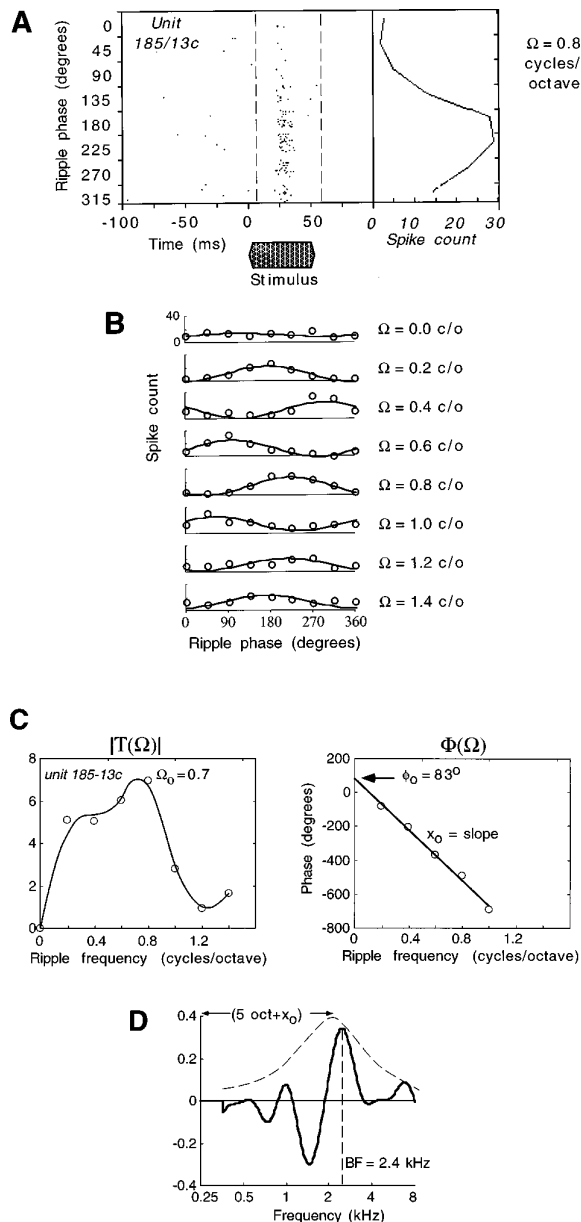 A
Unit
185/13c
Ω = 0.8
cycles/
octave
Ripple phase (degrees)
0
45
90
135
180
225
270
315
-100 -50 0 50
0 10 20 30
Time (ms)
Spike count
Stimulus
B
40
0
Spike count
Ω = 0.0 c/o
Ω = 0.2 c/o
Ω = 0.4 c/o
Ω = 0.6 c/o
Ω = 0.8 c/o
Ω = 1.0 c/o
Ω = 1.2 c/o
Ω = 1.4 c/o
0 90 180 270 360
Ripple phase (degrees)
C
|T(Ω)|
unit 185-13c
Ω₀ = 0.7
8
6
4
2
0
0 0.4 0.8 1.2
Ripple frequency (cycles/octave)
Φ(Ω)
Phase (degrees)
200
0
-200
-400
-600
-800
ϕ₀ = 83°
x₀ = slope
0 0.4 0.8 1.2
Ripple frequency (cycles/octave)
D
(5 oct+x₀)
0.4
0.2
0
-0.2
-0.4
BF = 2.4 kHz
0.25 0.5 1 2 4 8
Frequency (kHz)